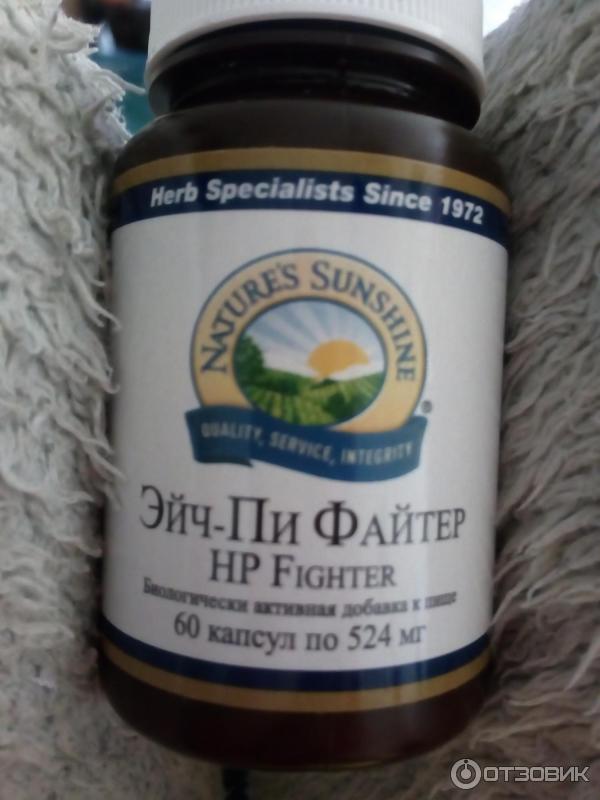 Herb Specialists Since 1972
NATURE'S SUNSHINE
®
QUALITY, SERVICE, INTEGRITY
Эйч-Пи Файтер
HP FIGHTER
Биологически активная добавка к пище
60 капсул по 524 мг
ОТЗОВИК